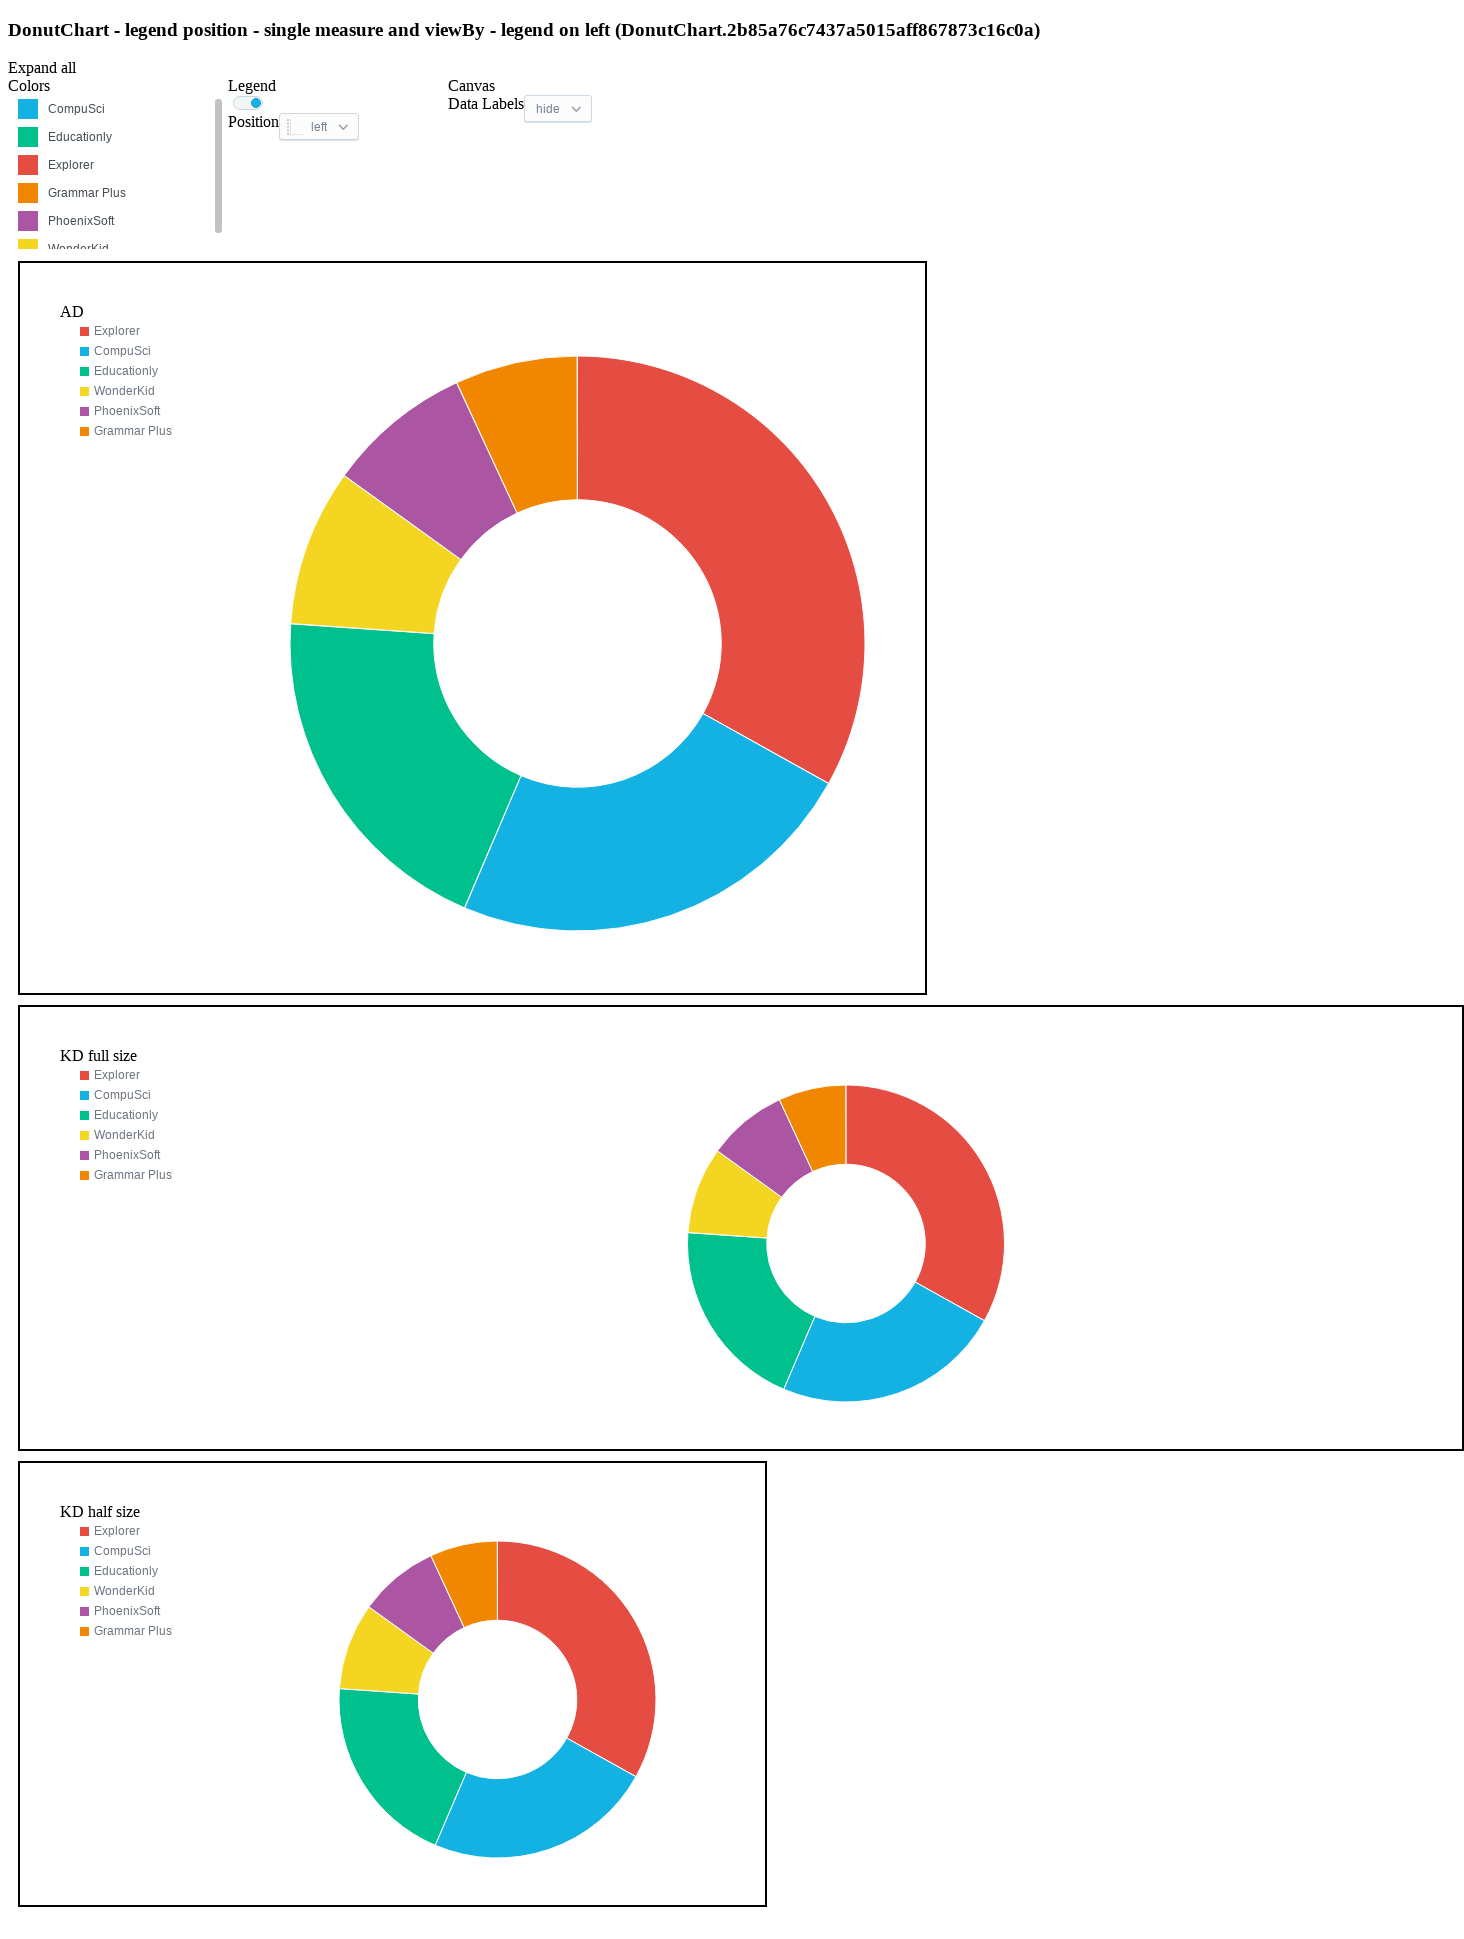 DonutChart - legend position - single measure and viewBy - legend on left (DonutChart.2b85a76c7437a5015aff867873c16c0a)
Expand all
Colors
CompuSci
Educationly
Explorer
Grammar Plus
PhoenixSoft
WonderKid
Legend
Position left
Canvas
Data Labels hide
AD
Explorer
CompuSci
Educationly
WonderKid
PhoenixSoft
Grammar Plus
KD full size
Explorer
CompuSci
Educationly
WonderKid
PhoenixSoft
Grammar Plus
KD half size
Explorer
CompuSci
Educationly
WonderKid
PhoenixSoft
Grammar Plus